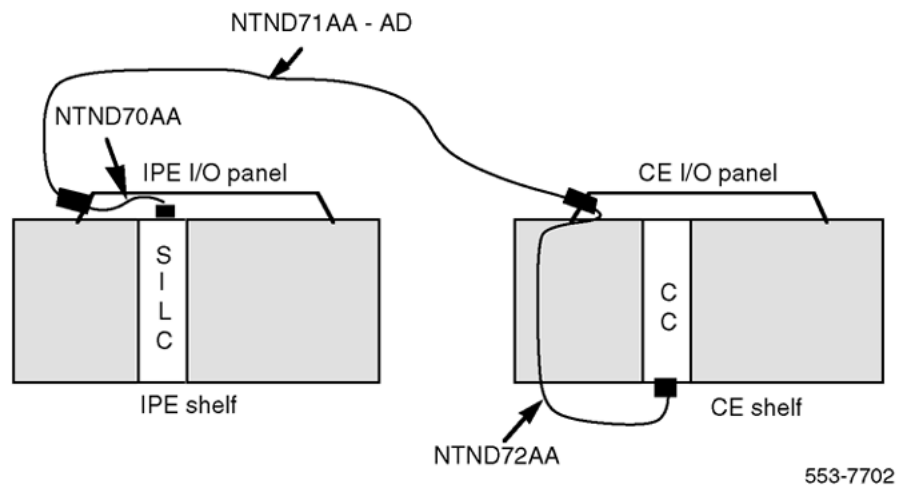 NTND71AA - AD
NTND70AA
IPE I/O panel
CE I/O panel
S
I
L
C
C
C
IPE shelf
CE shelf
NTND72AA
553-7702